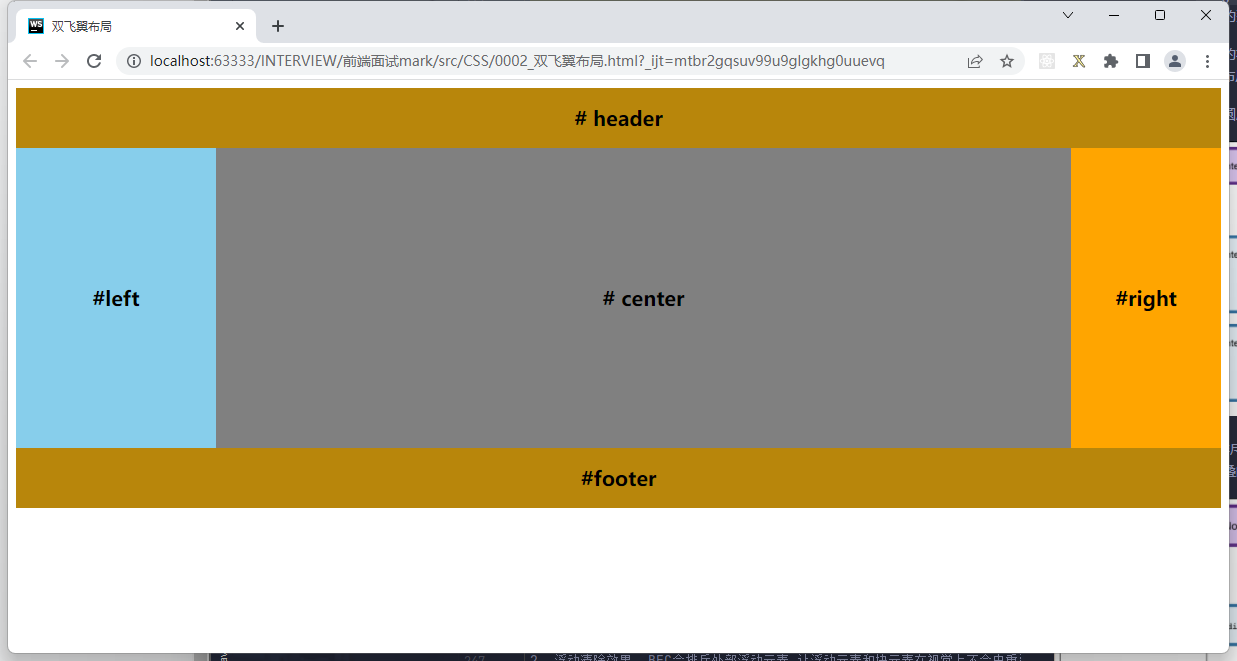 双飞翼布局
localhost:63333/INTERVIEW/前端面试mark/src/CSS/0002_双飞翼布局.html?_ijt=mtbr2gqsuv99u9glgkhg0uuevq
# header
#left
# center
#right
#footer